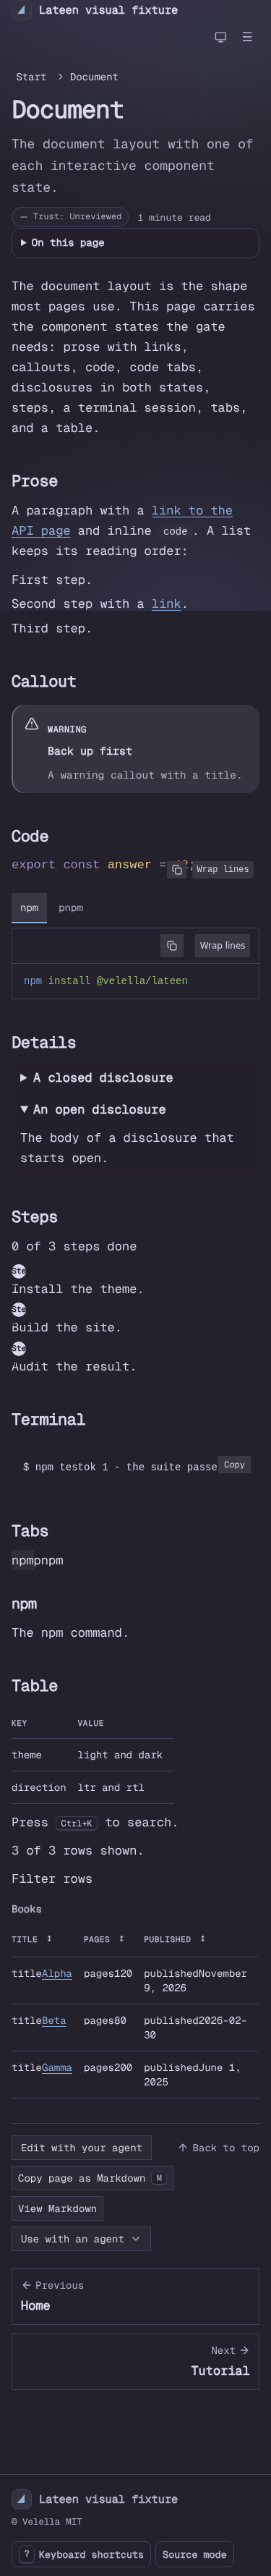 Lateen visual fixture
Start > Document
Document
The document layout with one of
each interactive component
state.
— Trust: Unreviewed 1 minute read
▶ On this page
The document layout is the shape
most pages use. This page carries
the component states the gate
needs: prose with links,
callouts, code, code tabs,
disclosures in both states,
steps, a terminal session, tabs,
and a table.
Prose
A paragraph with a link to the
API page and inline code. A list
keeps its reading order:
First step.
Second step with a link.
Third step.
Callout
WARNING
Back up first
A warning callout with a title.
Code
export const answer =
Wrap lines
npm pnpm
Wrap lines
npm install @velella/lateen
Details
▶ A closed disclosure
▼ An open disclosure
The body of a disclosure that
starts open.
Steps
0 of 3 steps done
Ste
Install the theme.
Ste
Build the site.
Ste
Audit the result.
Terminal
$ npm testok 1 - the suite passe
Copy
Tabs
npmpnpm
npm
The npm command.
Table
KEY VALUE
theme light and dark
direction ltr and rtl
Press Ctrl+K to search.
3 of 3 rows shown.
Filter rows
Books
TITLE ↕ PAGES ↕ PUBLISHED ↕
titleAlpha pages120 publishedNovember
9, 2026
titleBeta pages80 published2026-02-
30
titleGamma pages200 publishedJune 1,
2025
Edit with your agent ↑ Back to top
Copy page as Markdown M
View Markdown
Use with an agent
← Previous
Home
Next →
Tutorial
Lateen visual fixture
© Velella MIT
? Keyboard shortcuts Source mode